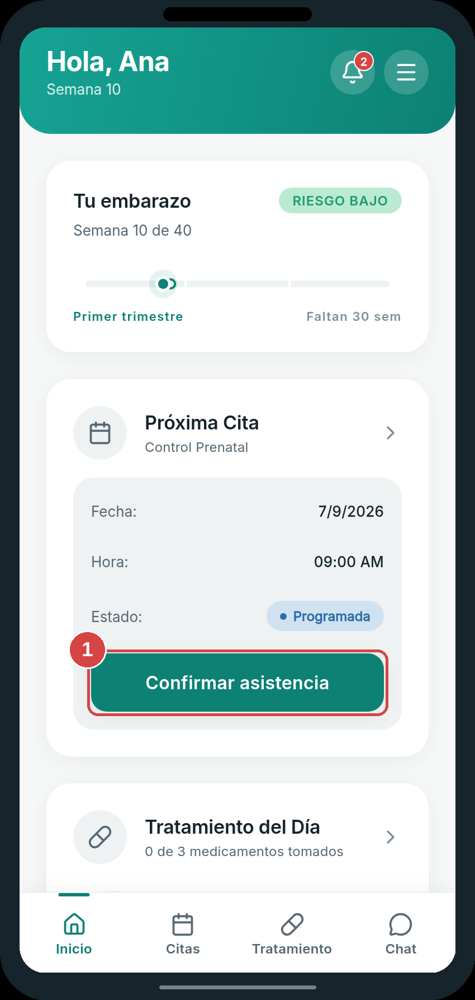 Hola, Ana
Semana 10
2
Tu embarazo
RIESGO BAJO
Semana 10 de 40
Primer trimestre
Faltan 30 sem
Próxima Cita
Control Prenatal
Fecha:
7/9/2026
Hora:
09:00 AM
Estado:
Programada
1
Confirmar asistencia
Tratamiento del Día
0 de 3 medicamentos tomados
Inicio
Citas
Tratamiento
Chat